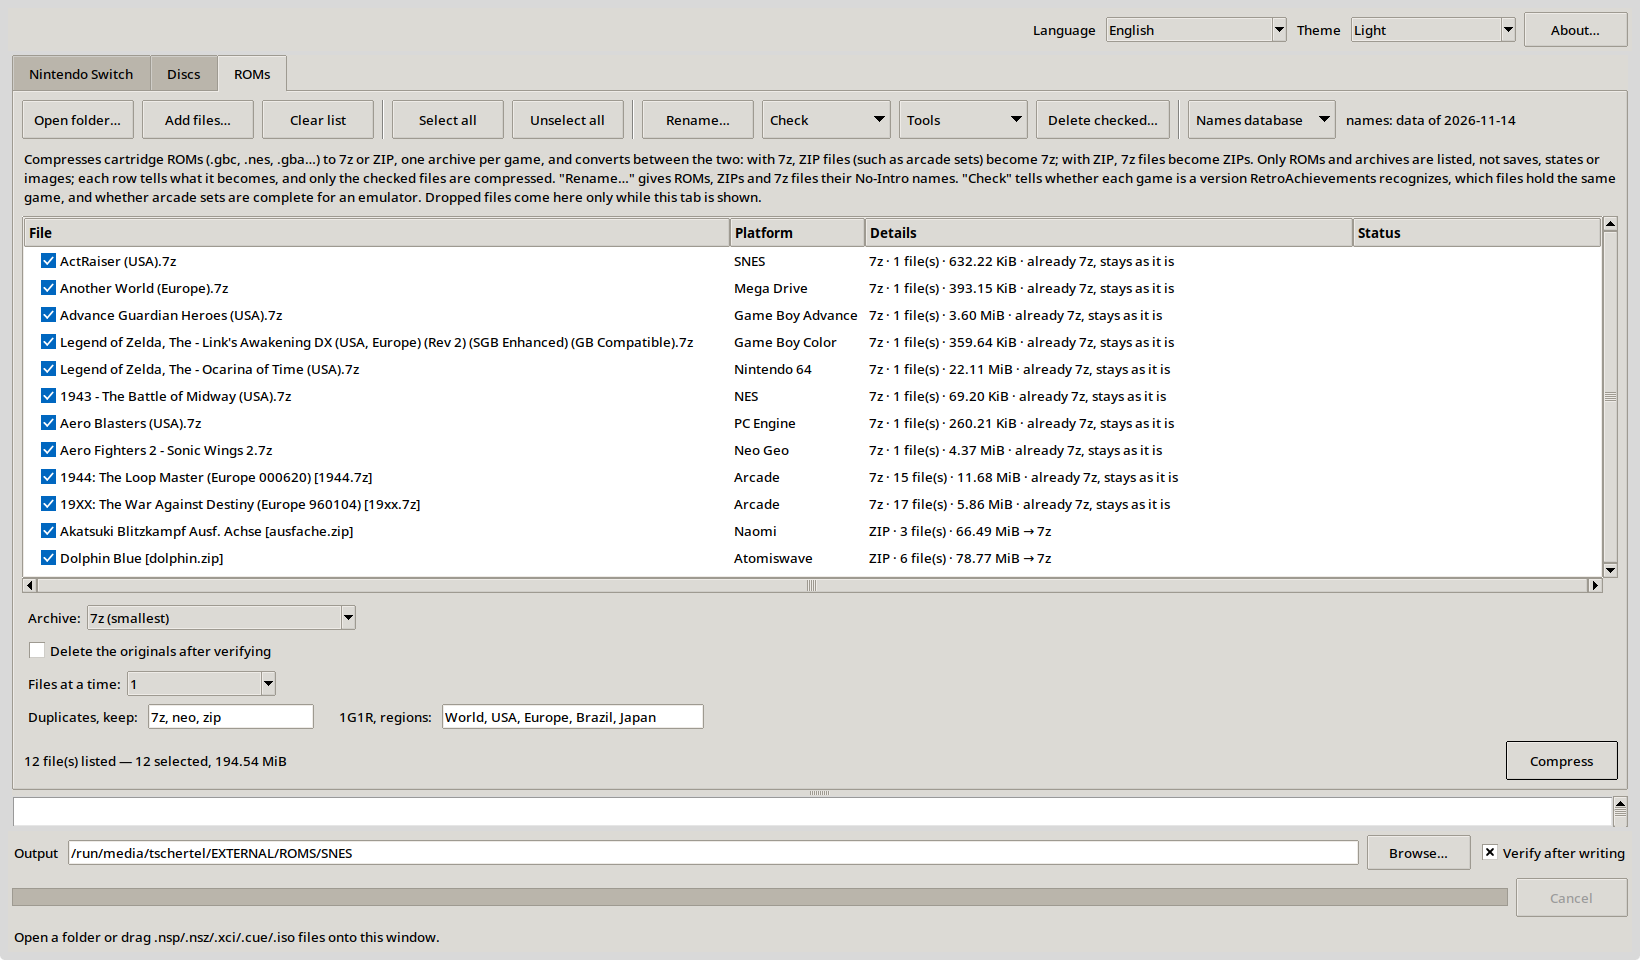 Language English Theme Light About...
Nintendo Switch Discs ROMs
Open folder... Add files... Clear list Select all Unselect all Rename... Check Tools Delete checked... Names database names: data of 2026-11-14
Compresses cartridge ROMs (.gbc, .nes, .gba...) to 7z or ZIP, one archive per game, and converts between the two: with 7z, ZIP files (such as arcade sets) become 7z; with ZIP, 7z files become ZIPs. Only ROMs and archives are listed, not saves, states or
images; each row tells what it becomes, and only the checked files are compressed. "Rename..." gives ROMs, ZIPs and 7z files their No-Intro names. "Check" tells whether each game is a version RetroAchievements recognizes, which files hold the same
game, and whether arcade sets are complete for an emulator. Dropped files come here only while this tab is shown.
File Platform Details Status
ActRaiser (USA).7z SNES 7z · 1 file(s) · 632.22 KiB · already 7z, stays as it is
Another World (Europe).7z Mega Drive 7z · 1 file(s) · 393.15 KiB · already 7z, stays as it is
Advance Guardian Heroes (USA).7z Game Boy Advance 7z · 1 file(s) · 3.60 MiB · already 7z, stays as it is
Legend of Zelda, The - Link's Awakening DX (USA, Europe) (Rev 2) (SGB Enhanced) (GB Compatible).7z Game Boy Color 7z · 1 file(s) · 359.64 KiB · already 7z, stays as it is
Legend of Zelda, The - Ocarina of Time (USA).7z Nintendo 64 7z · 1 file(s) · 22.11 MiB · already 7z, stays as it is
1943 - The Battle of Midway (USA).7z NES 7z · 1 file(s) · 69.20 KiB · already 7z, stays as it is
Aero Blasters (USA).7z PC Engine 7z · 1 file(s) · 260.21 KiB · already 7z, stays as it is
Aero Fighters 2 - Sonic Wings 2.7z Neo Geo 7z · 1 file(s) · 4.37 MiB · already 7z, stays as it is
1944: The Loop Master (Europe 000620) [1944.7z] Arcade 7z · 15 file(s) · 11.68 MiB · already 7z, stays as it is
19XX: The War Against Destiny (Europe 960104) [19xx.7z] Arcade 7z · 17 file(s) · 5.86 MiB · already 7z, stays as it is
Akatsuki Blitzkampf Ausf. Achse [ausfache.zip] Naomi ZIP · 3 file(s) · 66.49 MiB → 7z
Dolphin Blue [dolphin.zip] Atomiswave ZIP · 6 file(s) · 78.77 MiB → 7z
Archive: 7z (smallest)
Delete the originals after verifying
Files at a time: 1
Duplicates, keep: 7z, neo, zip 1G1R, regions: World, USA, Europe, Brazil, Japan
12 file(s) listed — 12 selected, 194.54 MiB Compress
Output /run/media/tschertel/EXTERNAL/ROMS/SNES Browse... Verify after writing
Cancel
Open a folder or drag .nsp/.nsz/.xci/.cue/.iso files onto this window.